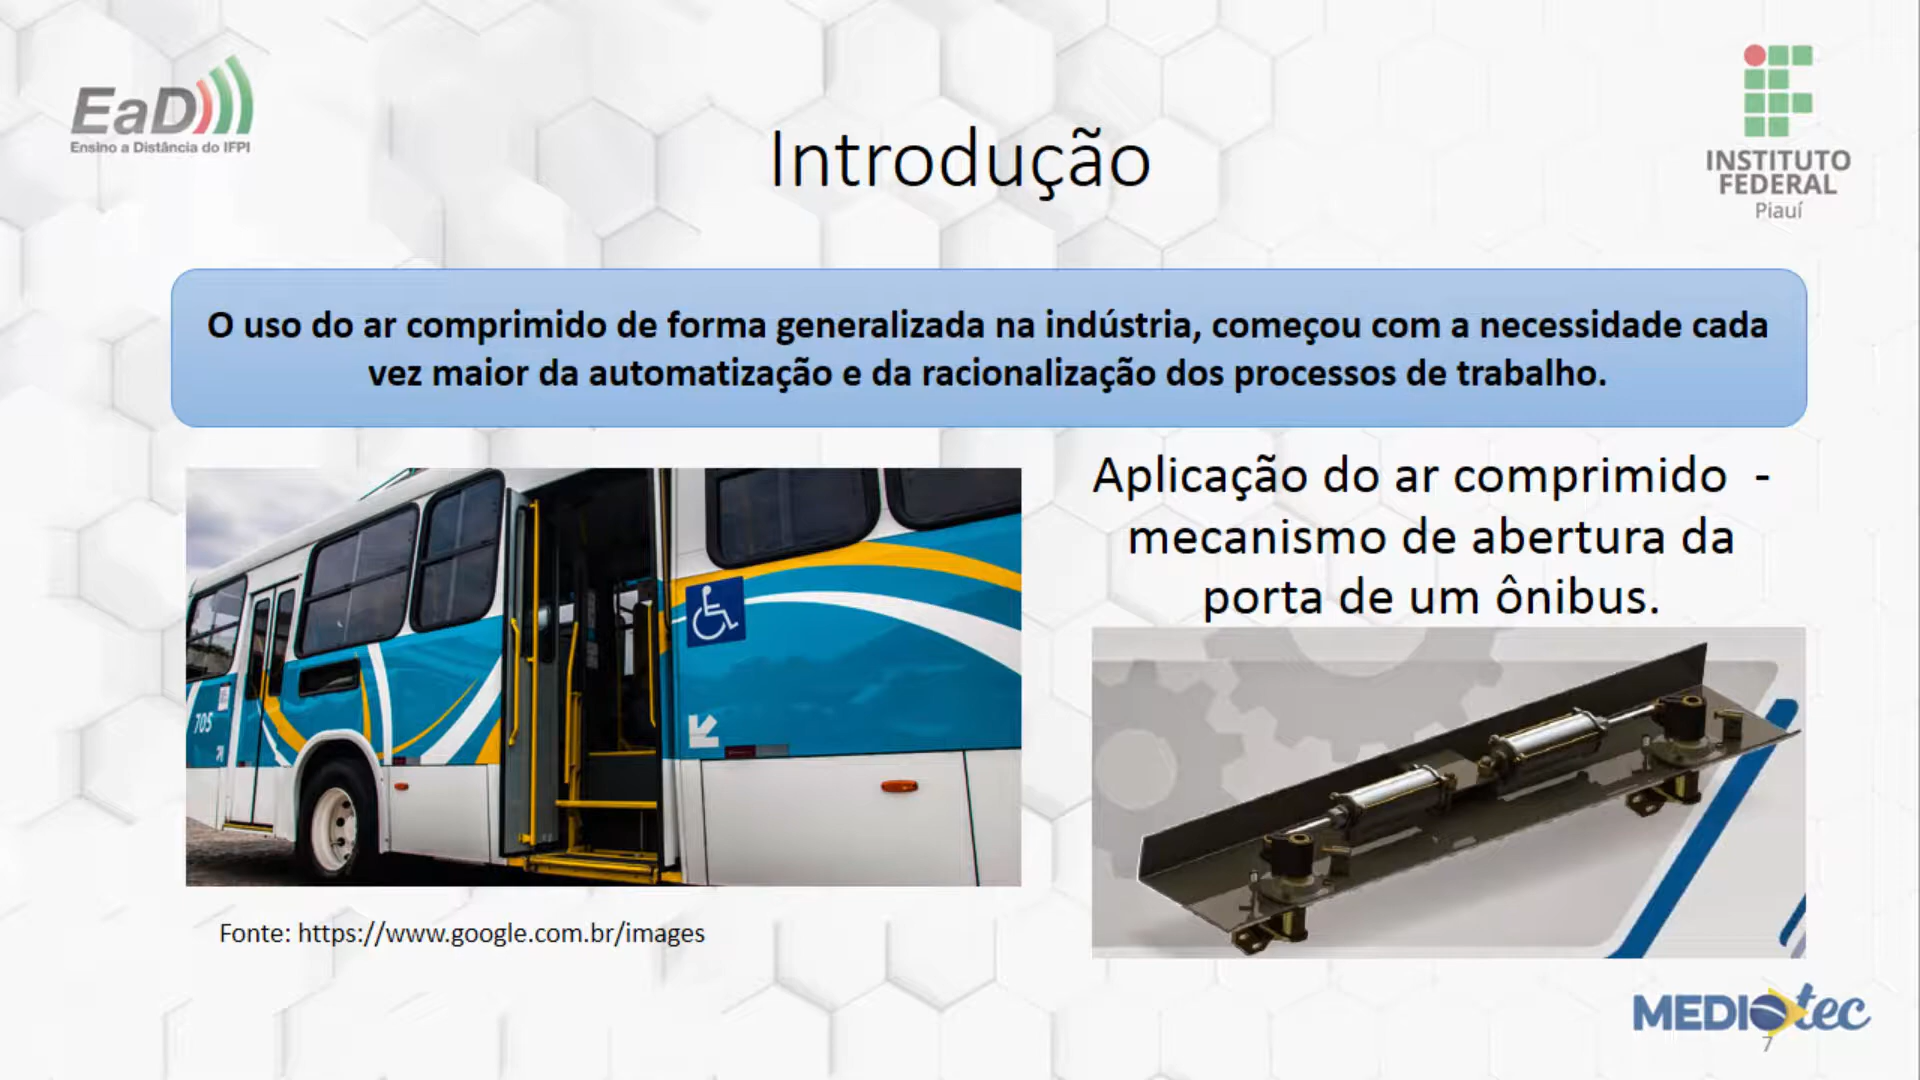 EaD
Ensino a Distância do IFPI
INSTITUTO
FEDERAL
Piauí
Introdução
O uso do ar comprimido de forma generalizada na indústria, começou com a necessidade cada
vez maior da automatização e da racionalização dos processos de trabalho.
Aplicação do ar comprimido -
mecanismo de abertura da
porta de um ônibus.
705
Fonte: https://www.google.com.br/images
MEDIOtec
7